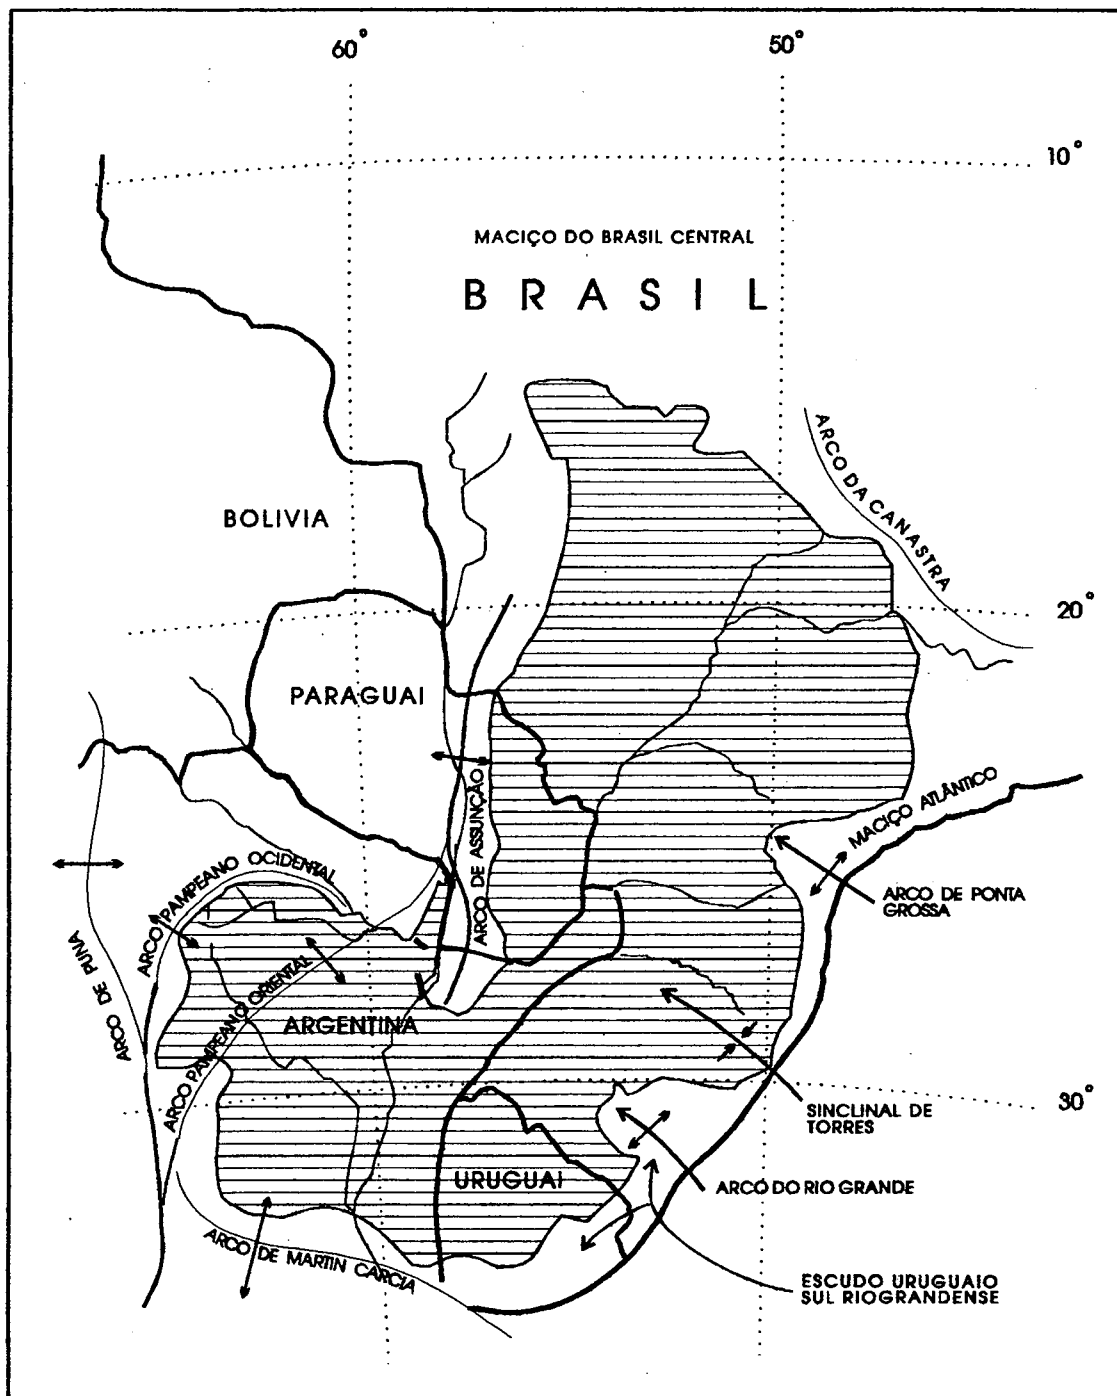 60°
50°
10°
MACIÇO DO BRASIL CENTRAL
BRASIL
ARCO DA CANASTRA
BOLIVIA
20°
PARAGUAI
MACIÇO ATLÂNTICO
ARCO DE ASSUNÇÃO
ARCO PAMPEANO OCIDENTAL
ARCO DE PONTA
GROSSA
ARCO DE PUNA
ARCO PAMPEANO ORIENTAL
ARGENTINA
30°
SINCLINAL DE
TORRES
URUGUAI
ARCO DO RIO GRANDE
ARCO DE MARTIN CARCIA
ESCUDO URUGUAIO
SUL RIOGRANDENSE